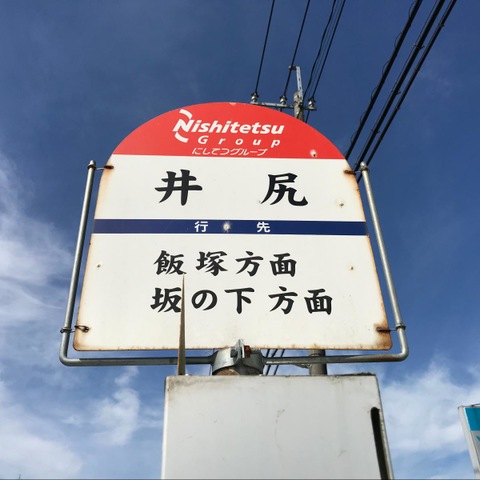 Nishitetsu
Group
にしてつグループ
井尻
行先
飯塚方面
坂の下方面